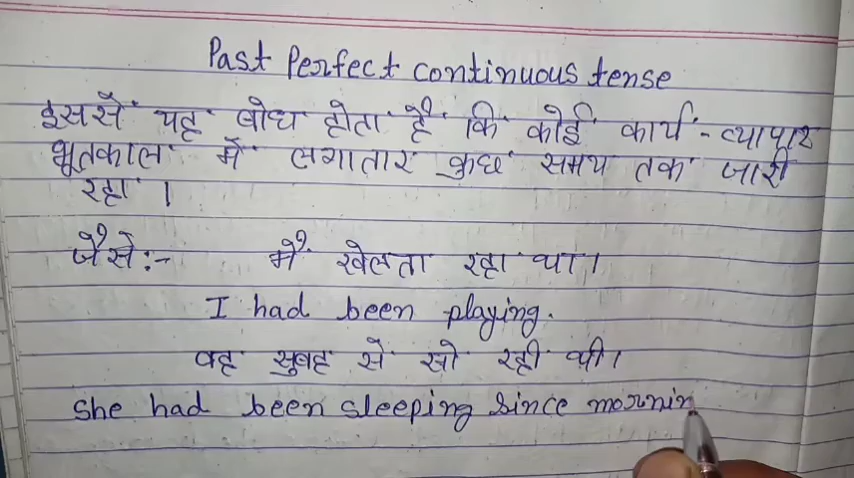 Past Perfect continuous tense
इससे यह बोध होता है कि कोई कार्य - व्यापार
भूतकाल में लगातार कुछ समय तक जारी
रहा ।
जैसे:- मैं खेलता रहा था।
I had been playing.
वह सुबह से सो रही थी।
she had been sleeping since mornin